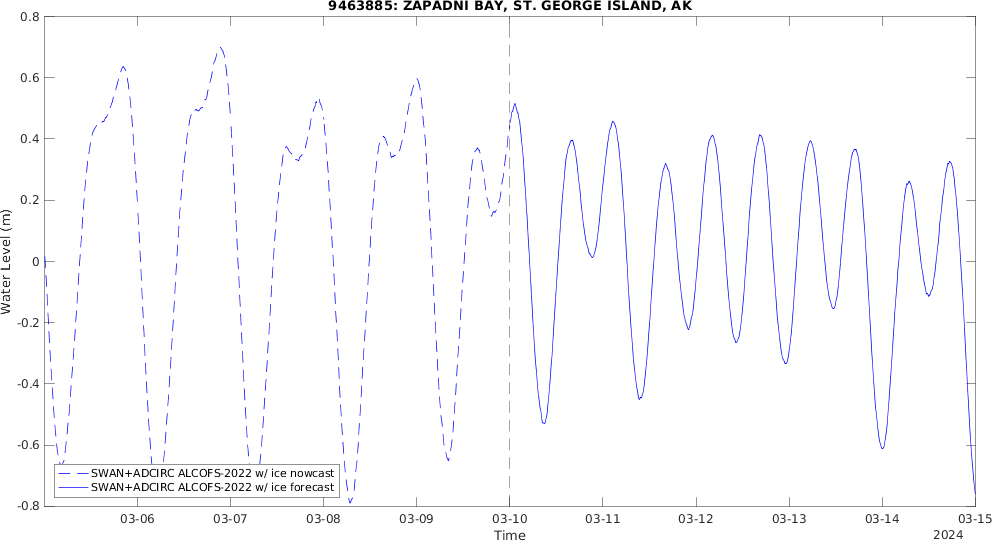 9463885: ZAPADNI BAY, ST. GEORGE ISLAND, AK
0.8
0.6
0.4
0.2
0
-0.2
-0.4
-0.6
-0.8
Water Level (m)
SWAN+ADCIRC ALCOFS-2022 w/ ice nowcast
SWAN+ADCIRC ALCOFS-2022 w/ ice forecast
03-06 03-07 03-08 03-09 03-10 03-11 03-12 03-13 03-14 03-15
Time
2024